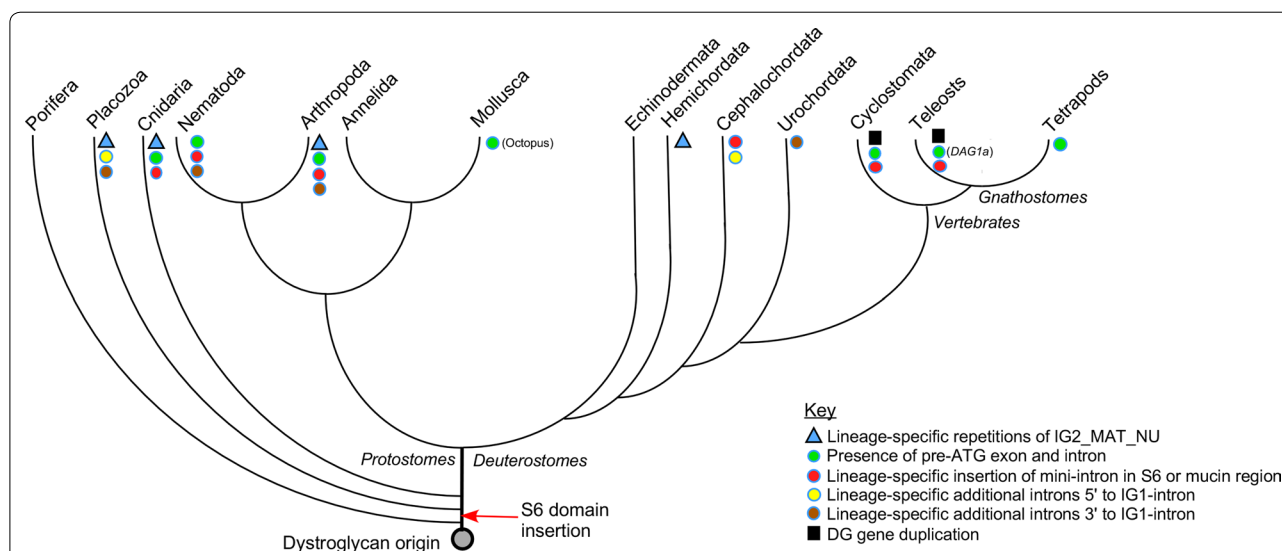 Porifera
Placozoa
Cnidaria
Nematoda
Arthropoda
Annelida
Mollusca
Echinodermata
Hemichordata
Cephalochordata
Urochordata
Cyclostomata
Teleosts
Tetrapods
(Octopus)
(DAG1a)
Gnathostomes
Vertebrates
Protostomes
Deuterostomes
S6 domain
insertion
Dystroglycan origin
Key
Lineage-specific repetitions of IG2_MAT_NU
Presence of pre-ATG exon and intron
Lineage-specific insertion of mini-intron in S6 or mucin region
Lineage-specific additional introns 5' to IG1-intron
Lineage-specific additional introns 3' to IG1-intron
DG gene duplication